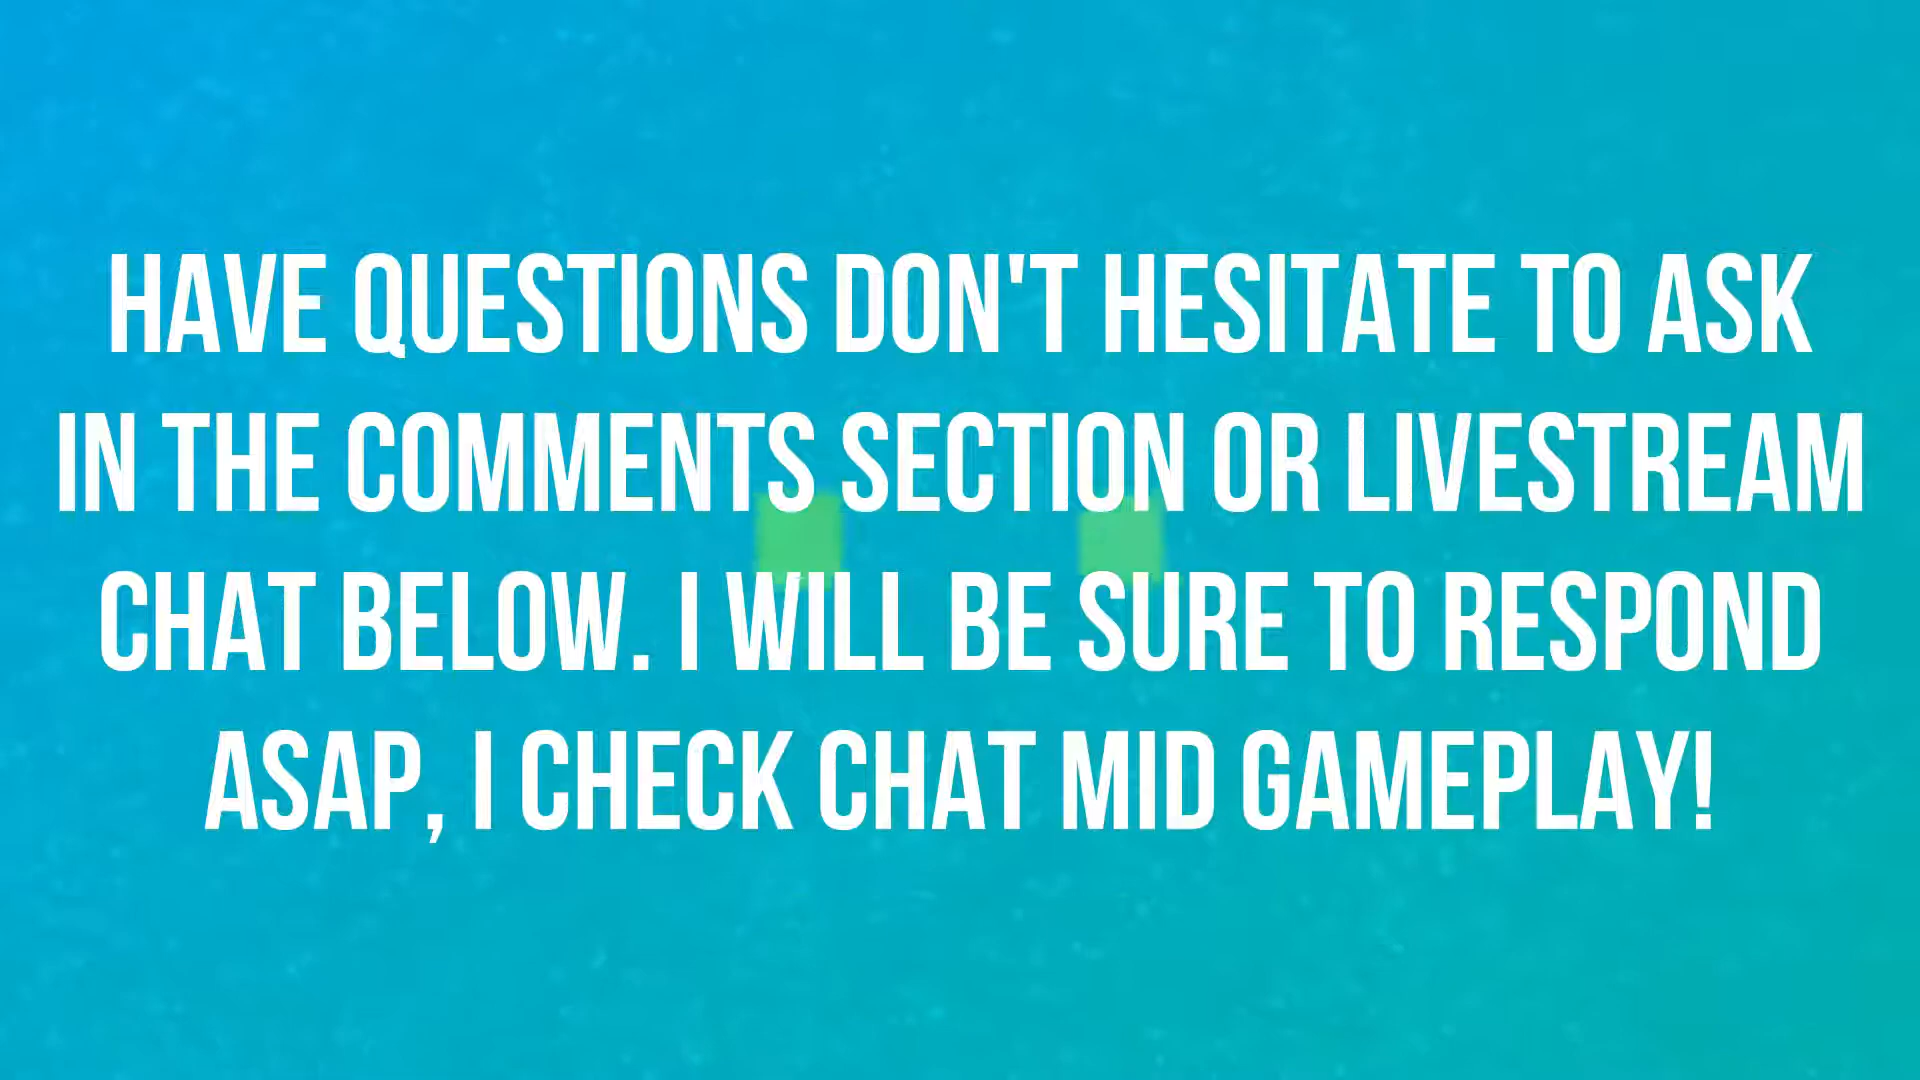 HAVE QUESTIONS DON'T HESITATE TO ASK
IN THE COMMENTS SECTION OR LIVESTREAM
CHAT BELOW. I WILL BE SURE TO RESPOND
ASAP, I CHECK CHAT MID GAMEPLAY!